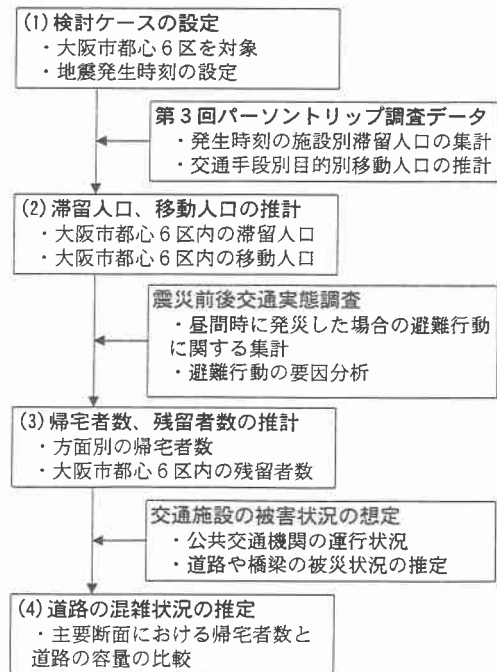 (1) 検討ケースの設定
・大阪市都心6区を対象
・地震発生時刻の設定
第3回パーソントリップ調査データ
・発生時刻の施設別滞留人口の集計
・交通手段別目的別移動人口の推計
(2) 滞留人口、移動人口の推計
・大阪市都心6区内の滞留人口
・大阪市都心6区内の移動人口
震災前後交通実態調査
・昼間時に発災した場合の避難行動
に関する集計
・避難行動の要因分析
(3) 帰宅者数、残留者数の推計
・方面別の帰宅者数
・大阪市都心6区内の残留者数
交通施設の被害状況の想定
・公共交通機関の運行状況
・道路や橋梁の被災状況の推定
(4) 道路の混雑状況の推定
・主要断面における帰宅者数と
道路の容量の比較